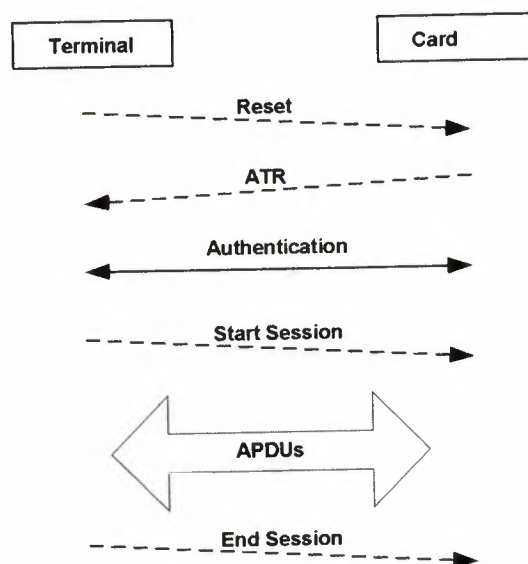 Terminal
Card
Reset
ATR
Authentication
Start Session
APDUs
End Session